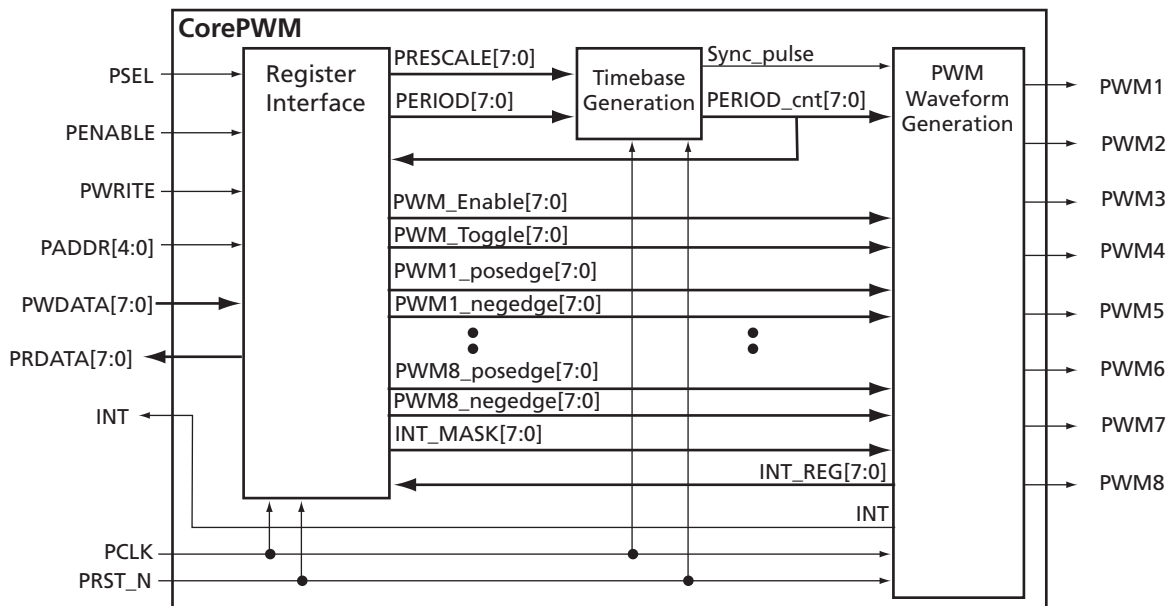 CorePWM
PSEL
PENABLE
PWRITE
PADDR[4:0]
PWDATA[7:0]
PRDATA[7:0]
INT
PCLK
PRST_N
Register
Interface
PRESCALE[7:0]
PERIOD[7:0]
Timebase
Generation
Sync_pulse
PERIOD_cnt[7:0]
PWM_Enable[7:0]
PWM_Toggle[7:0]
PWM1_posedge[7:0]
PWM1_negedge[7:0]
PWM8_posedge[7:0]
PWM8_negedge[7:0]
INT_MASK[7:0]
INT_REG[7:0]
INT
PWM
Waveform
Generation
PWM1
PWM2
PWM3
PWM4
PWM5
PWM6
PWM7
PWM8